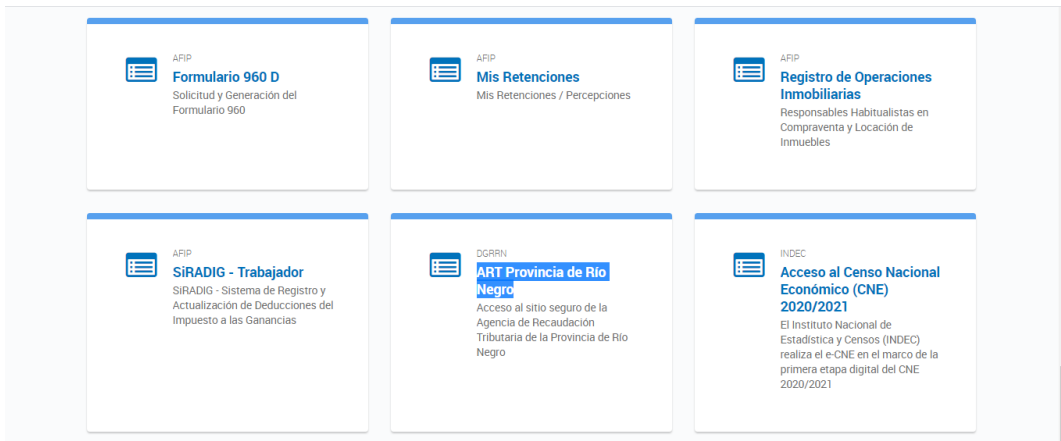 AFIP
Formulario 960 D
Solicitud y Generación del
Formulario 960
AFIP
Mis Retenciones
Mis Retenciones / Percepciones
AFIP
Registro de Operaciones
Inmobiliarias
Responsables Habitualistas en
Compraventa y Locación de
Inmuebles
AFIP
SiRADIG - Trabajador
SiRADIG - Sistema de Registro y
Actualización de Deducciones del
Impuesto a las Ganancias
DGRRN
ART Provincia de Río
Negro
Acceso al sitio seguro de la
Agencia de Recaudación
Tributaria de la Provincia de Río
Negro
INDEC
Acceso al Censo Nacional
Económico (CNE)
2020/2021
El Instituto Nacional de
Estadística y Censos (INDEC)
realiza el e-CNE en el marco de la
primera etapa digital del CNE
2020/2021